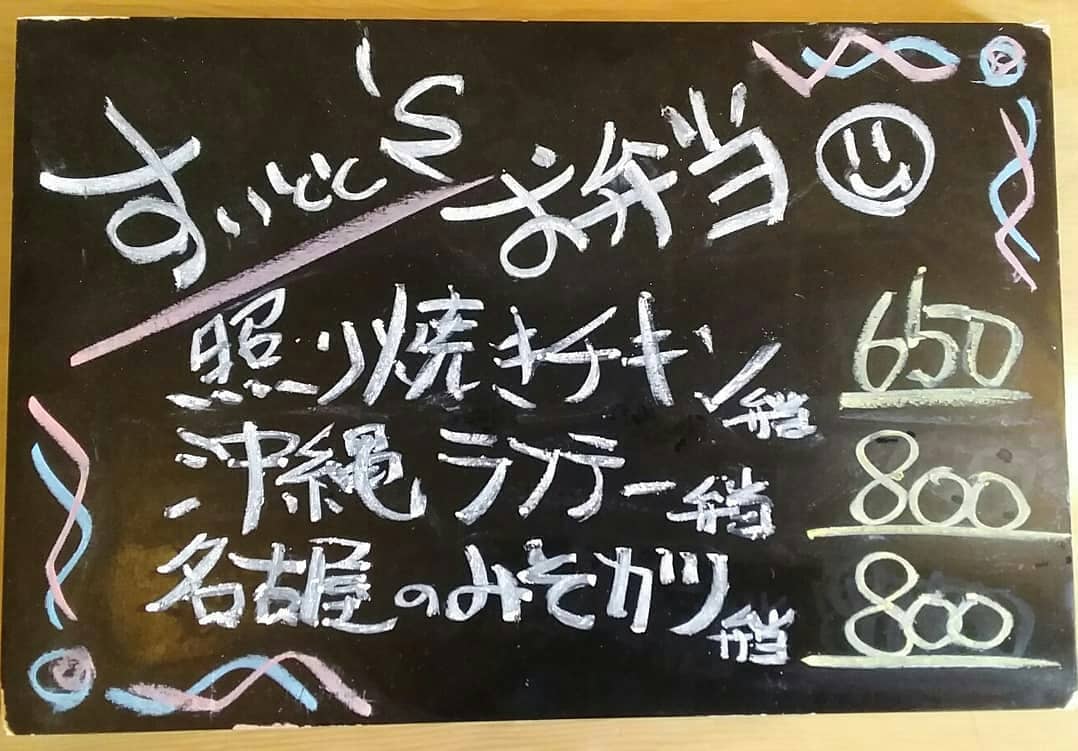 すいとと'S お弁当
照り焼きチキン弁当 650
沖縄ラフテー弁当 800
名古屋のみそカツ弁当 800